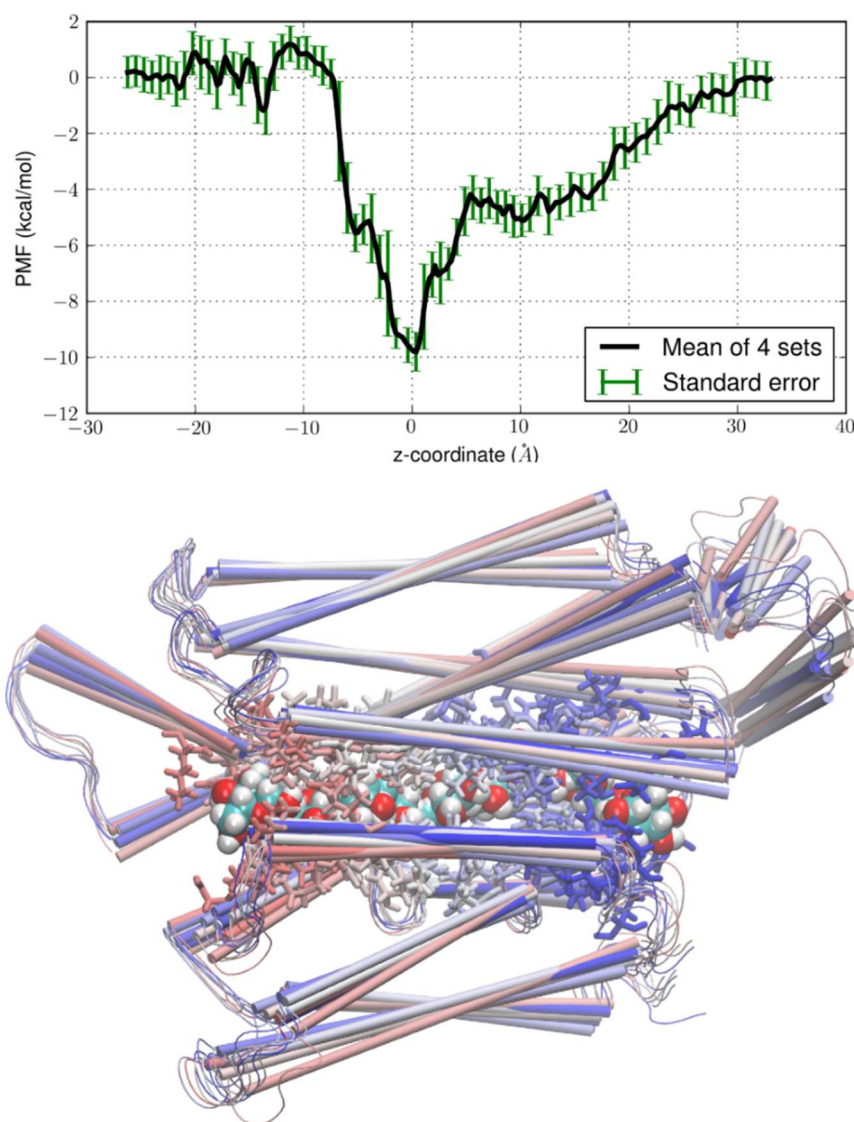 2
0
−2
−4
−6
−8
−10
−12
PMF (kcal/mol)
Mean of 4 sets
Standard error
−30 −20 −10 0 10 20 30 40
z-coordinate (Å)